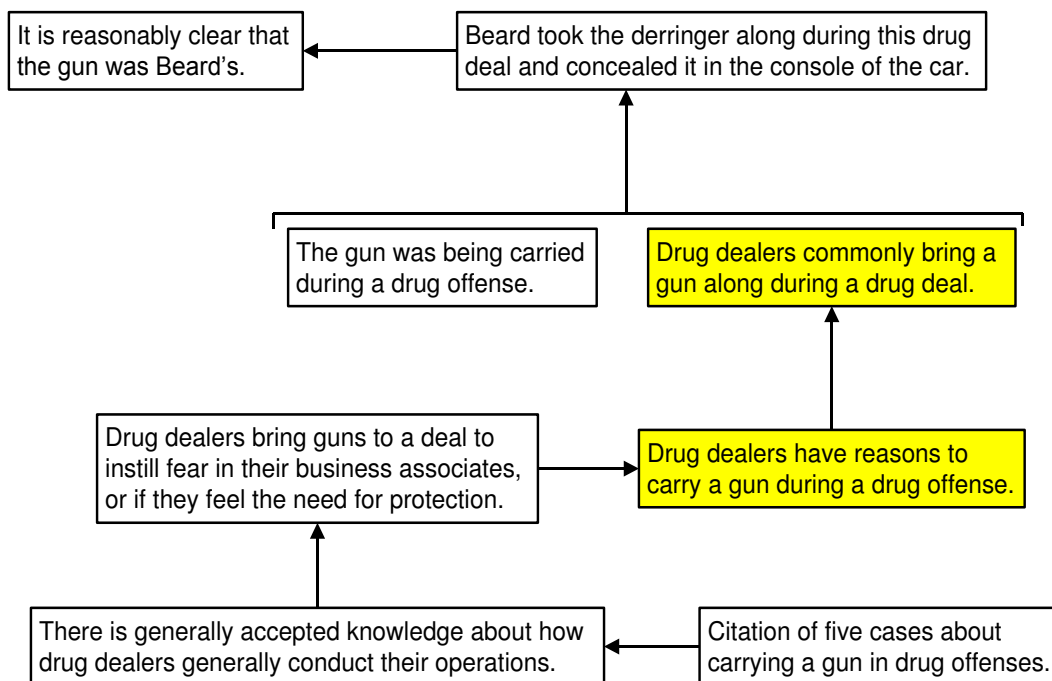 It is reasonably clear that
the gun was Beard's.
Beard took the derringer along during this drug
deal and concealed it in the console of the car.
The gun was being carried
during a drug offense.
Drug dealers commonly bring a
gun along during a drug deal.
Drug dealers bring guns to a deal to
instill fear in their business associates,
or if they feel the need for protection.
Drug dealers have reasons to
carry a gun during a drug offense.
There is generally accepted knowledge about how
drug dealers generally conduct their operations.
Citation of five cases about
carrying a gun in drug offenses.